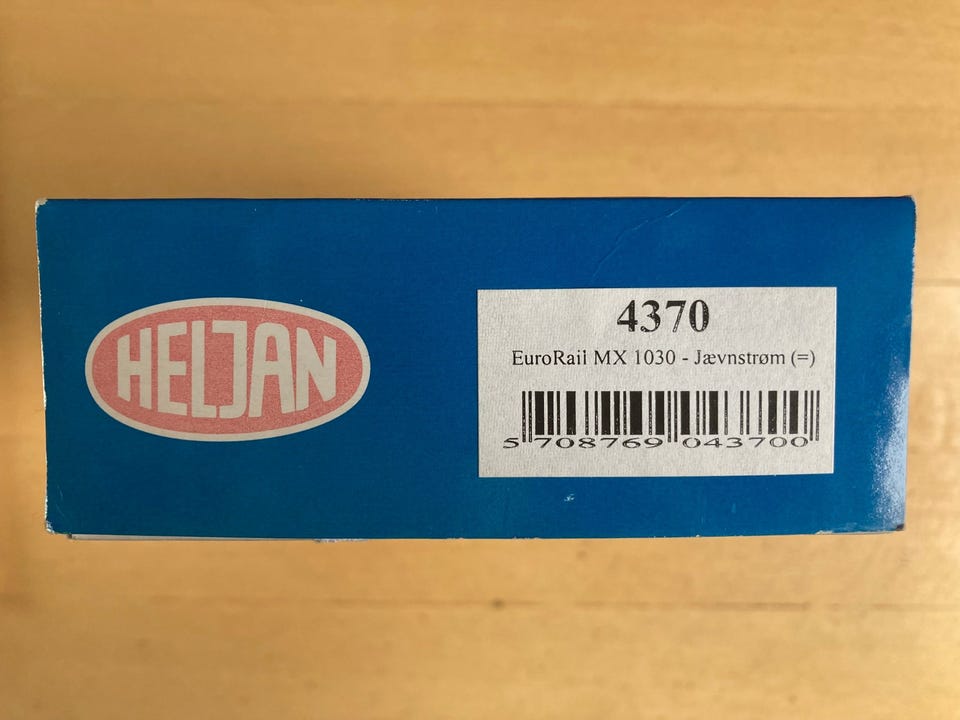 HELJAN
4370
EuroRail MX 1030 - Jævnstrøm (=)
5 708769 043700